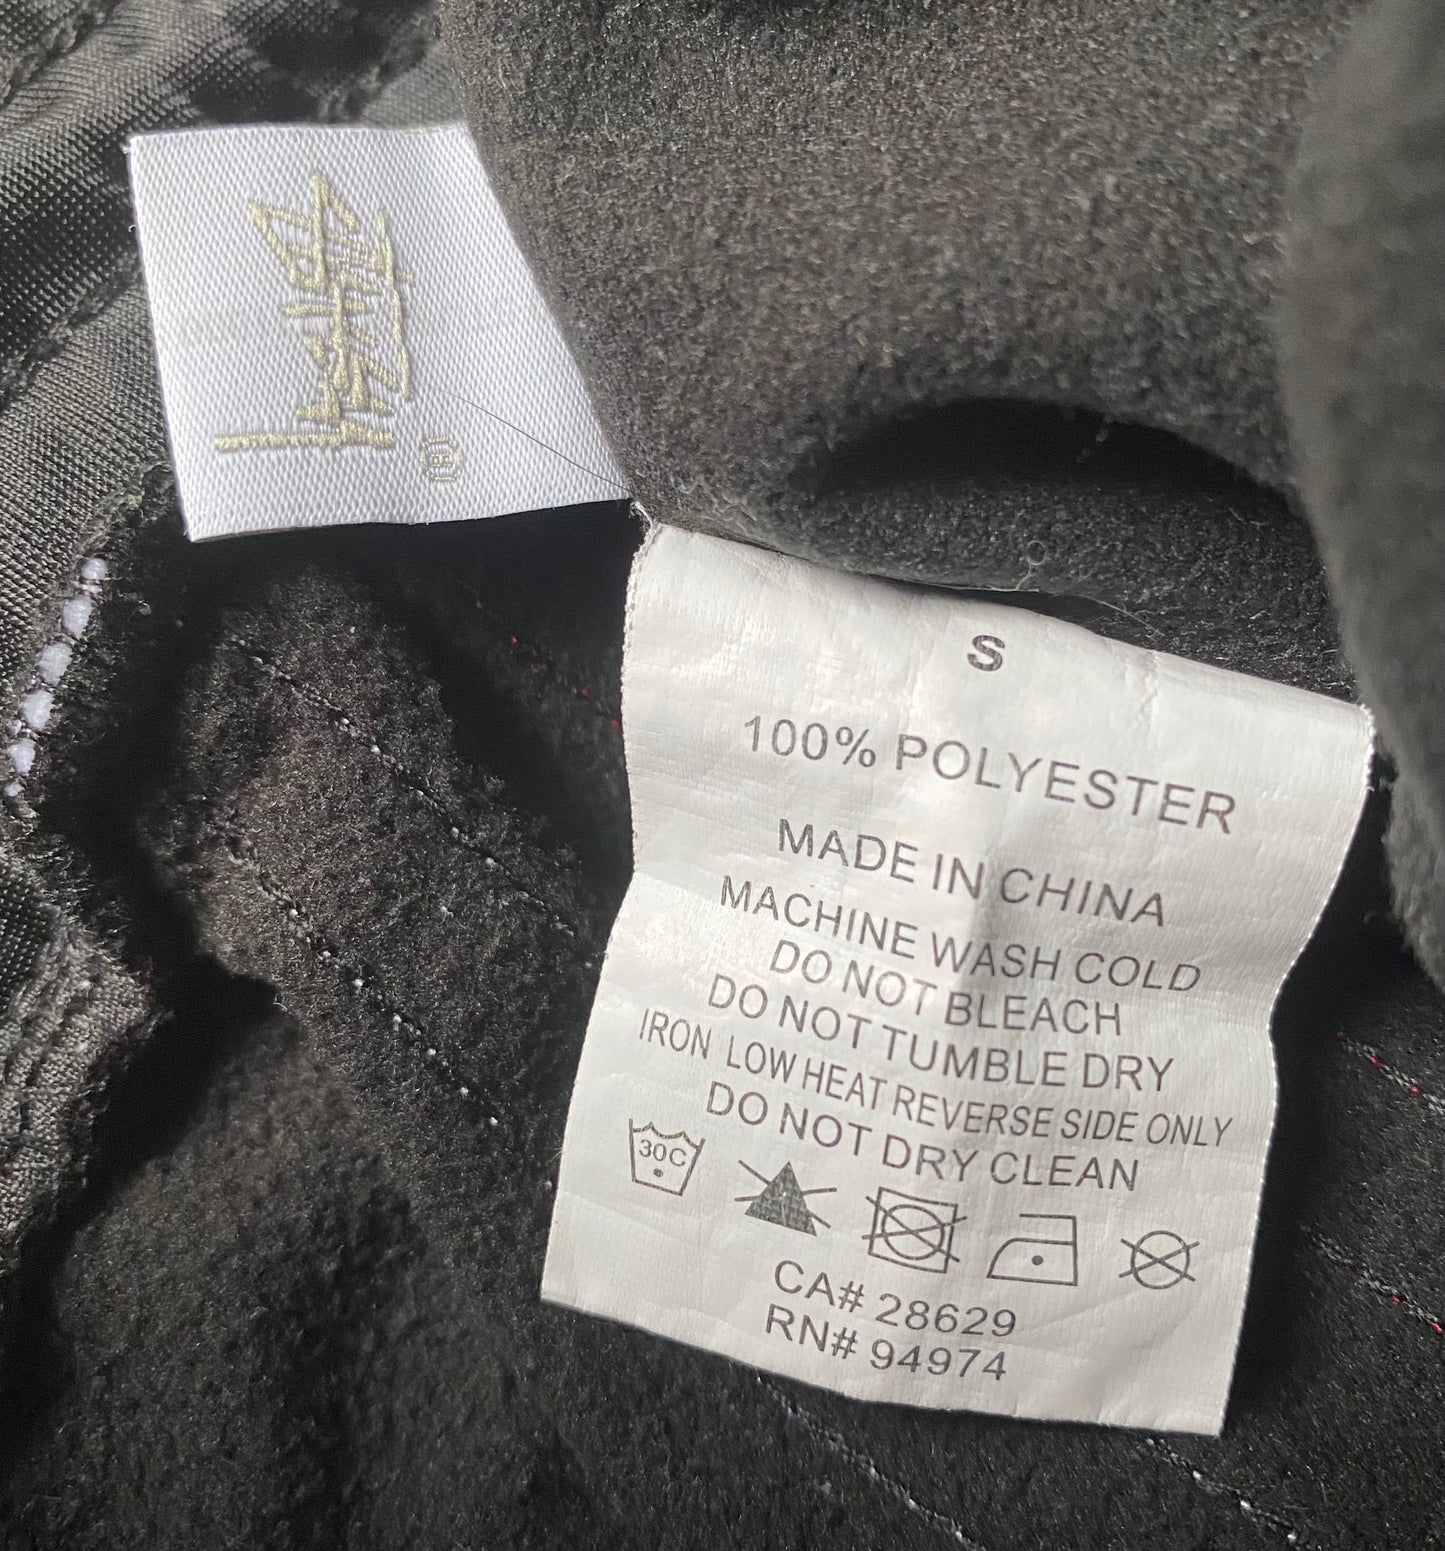 Stüssy
®
S
100% POLYESTER
MADE IN CHINA
MACHINE WASH COLD
DO NOT BLEACH
DO NOT TUMBLE DRY
IRON LOW HEAT REVERSE SIDE ONLY
DO NOT DRY CLEAN
30C
CA# 28629
RN# 94974